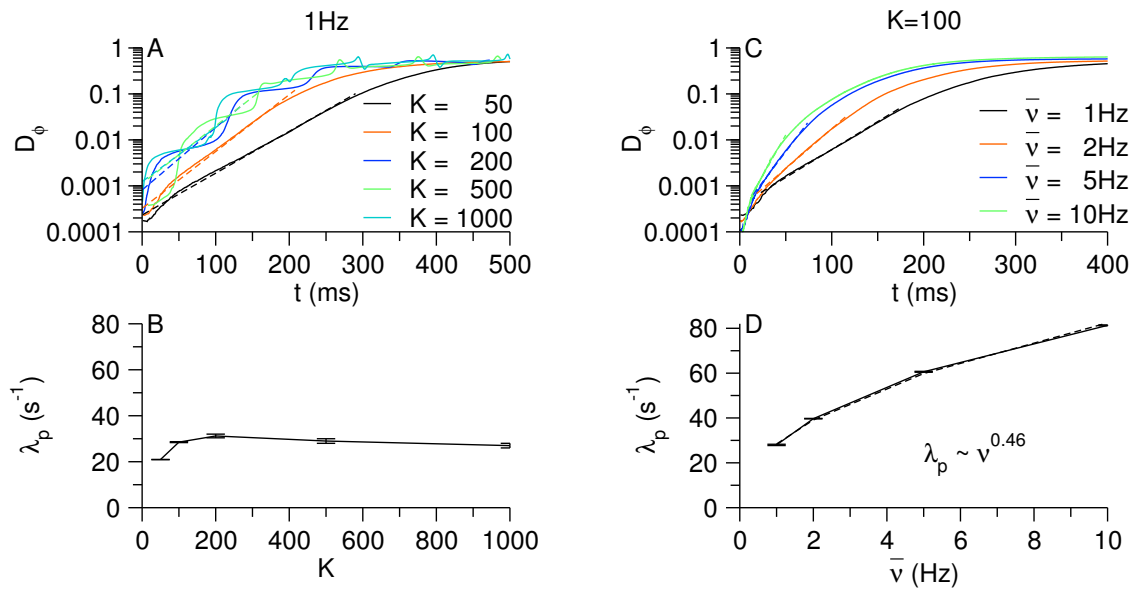 1Hz
A
1
0.1
0.01
0.001
0.0001
D_ϕ
K = 50
K = 100
K = 200
K = 500
K = 1000
0 100 200 300 400 500
t (ms)
K=100
C
1
0.1
0.01
0.001
0.0001
D_ϕ
ν̅ = 1Hz
ν̅ = 2Hz
ν̅ = 5Hz
ν̅ = 10Hz
0 100 200 300 400
t (ms)
B
80
60
40
20
0
λ_p (s⁻¹)
0 200 400 600 800 1000
K
D
80
60
40
20
0
λ_p (s⁻¹)
λ_p ~ ν^0.46
0 2 4 6 8 10
ν̅ (Hz)